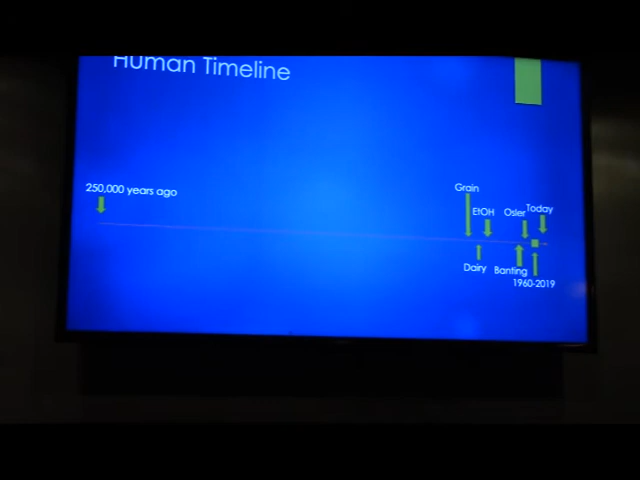 Human Timeline
250,000 years ago
Grain
EtOH
Osler
Today
Dairy
Banting
1960-2019